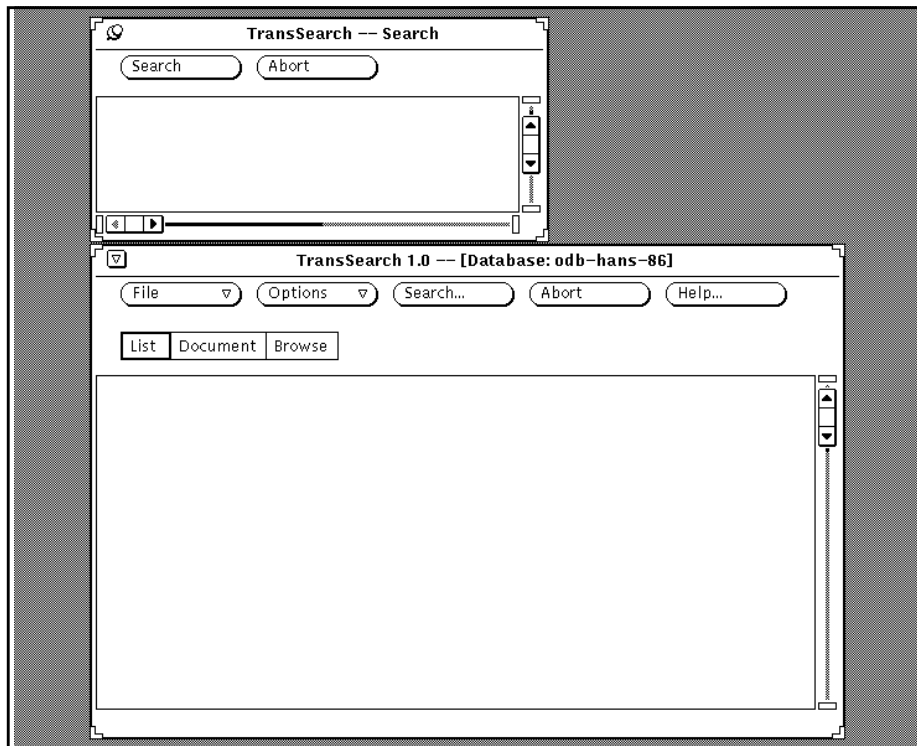 TransSearch –– Search
Search Abort
TransSearch 1.0 –– [Database: odb-hans-86]
File Options Search... Abort Help...
List Document Browse